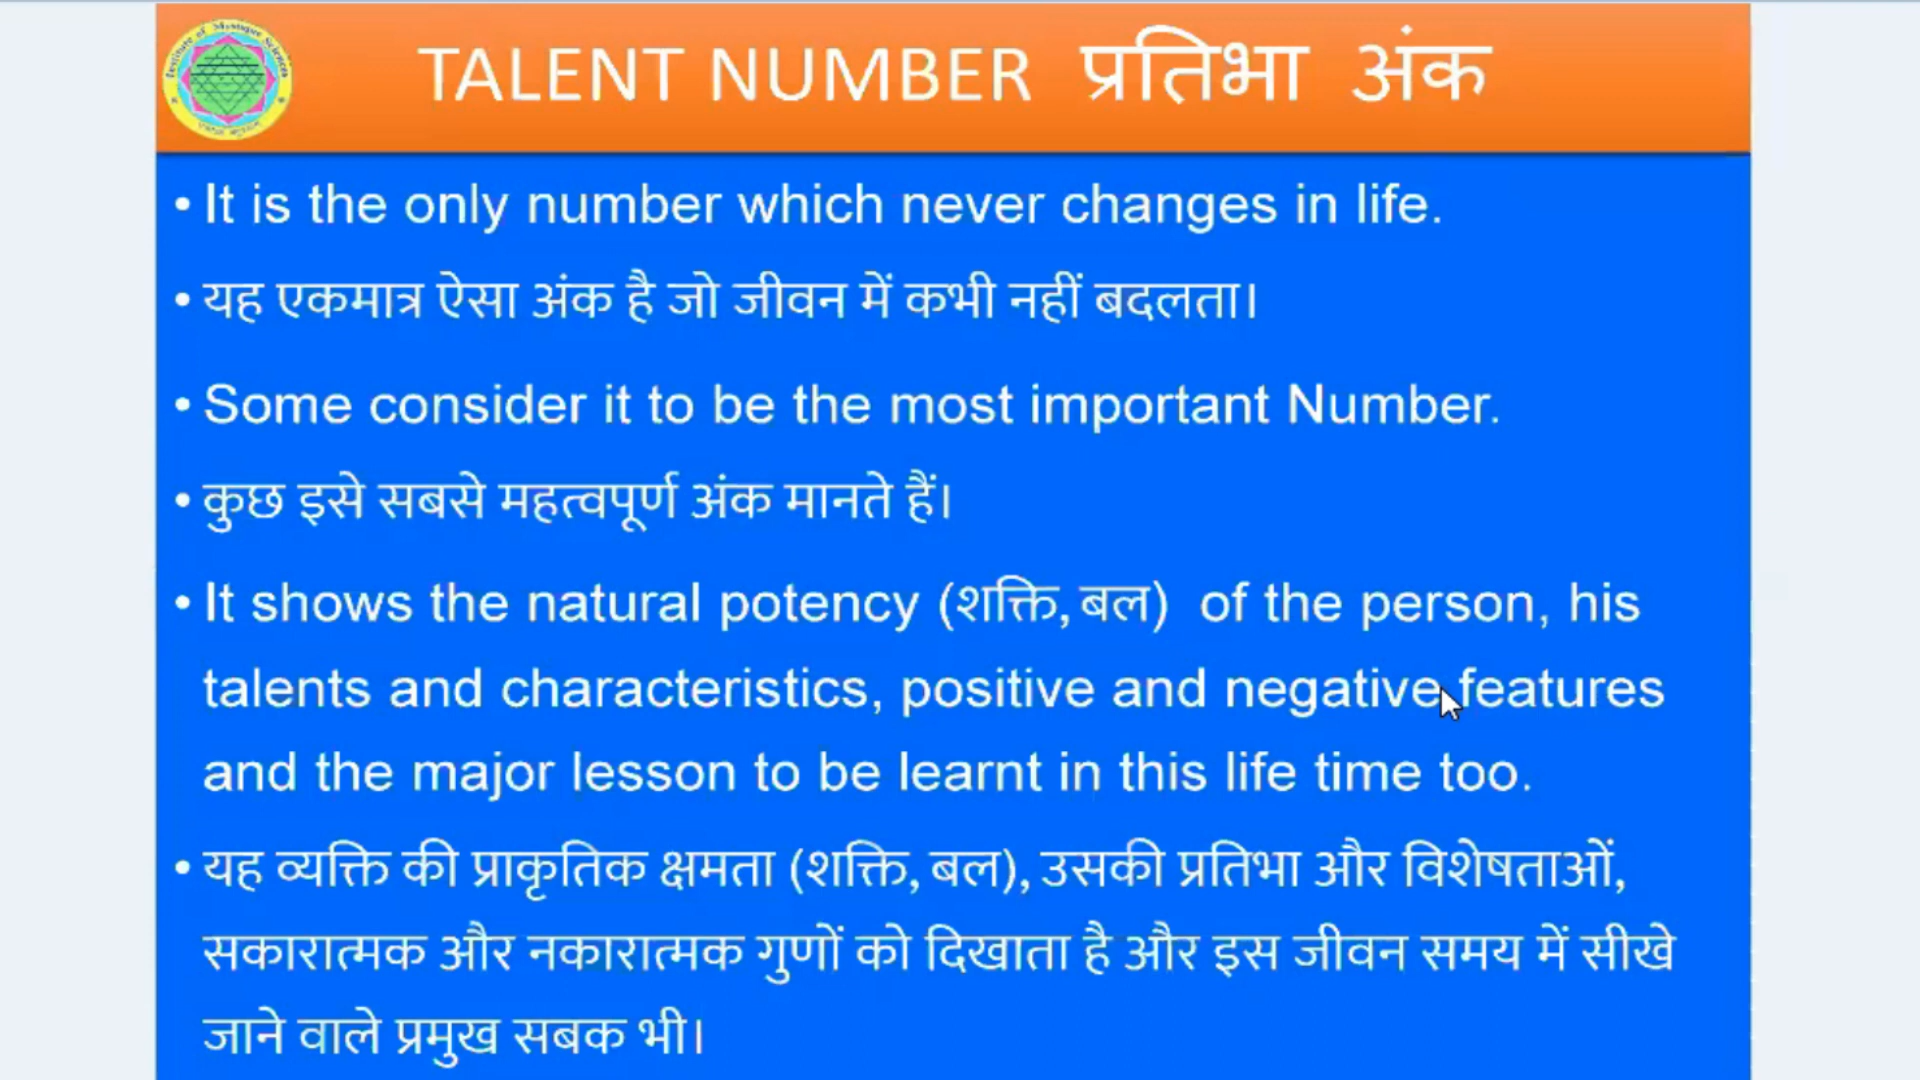 Institute of Mystique Sciences
TALENT NUMBER प्रतिभा अंक
• It is the only number which never changes in life.
• यह एकमात्र ऐसा अंक है जो जीवन में कभी नहीं बदलता।
• Some consider it to be the most important Number.
• कुछ इसे सबसे महत्वपूर्ण अंक मानते हैं।
• It shows the natural potency (शक्ति, बल) of the person, his
talents and characteristics, positive and negative features
and the major lesson to be learnt in this life time too.
• यह व्यक्ति की प्राकृतिक क्षमता (शक्ति, बल), उसकी प्रतिभा और विशेषताओं,
सकारात्मक और नकारात्मक गुणों को दिखाता है और इस जीवन समय में सीखे
जाने वाले प्रमुख सबक भी।